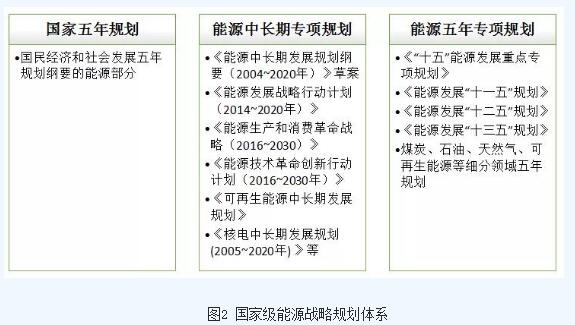 国家五年规划
•国民经济和社会发展五年
规划纲要的能源部分
能源中长期专项规划
•《能源中长期发展规划纲
要（2004~2020年）》草案
•《能源发展战略行动计划
（2014~2020年）》
•《能源生产和消费革命战
略（2016~2030）》
•《能源技术革命创新行动
计划（2016~2030年）》
•《可再生能源中长期发展
规划》
•《核电中长期发展规划
(2005~2020年)》等
能源五年专项规划
•《“十五”能源发展重点专
项规划》
•《能源发展“十一五”规划》
•《能源发展“十二五”规划》
•《能源发展“十三五”规划》
•煤炭、石油、天然气、可
再生能源等细分领域五年
规划
图2 国家级能源战略规划体系